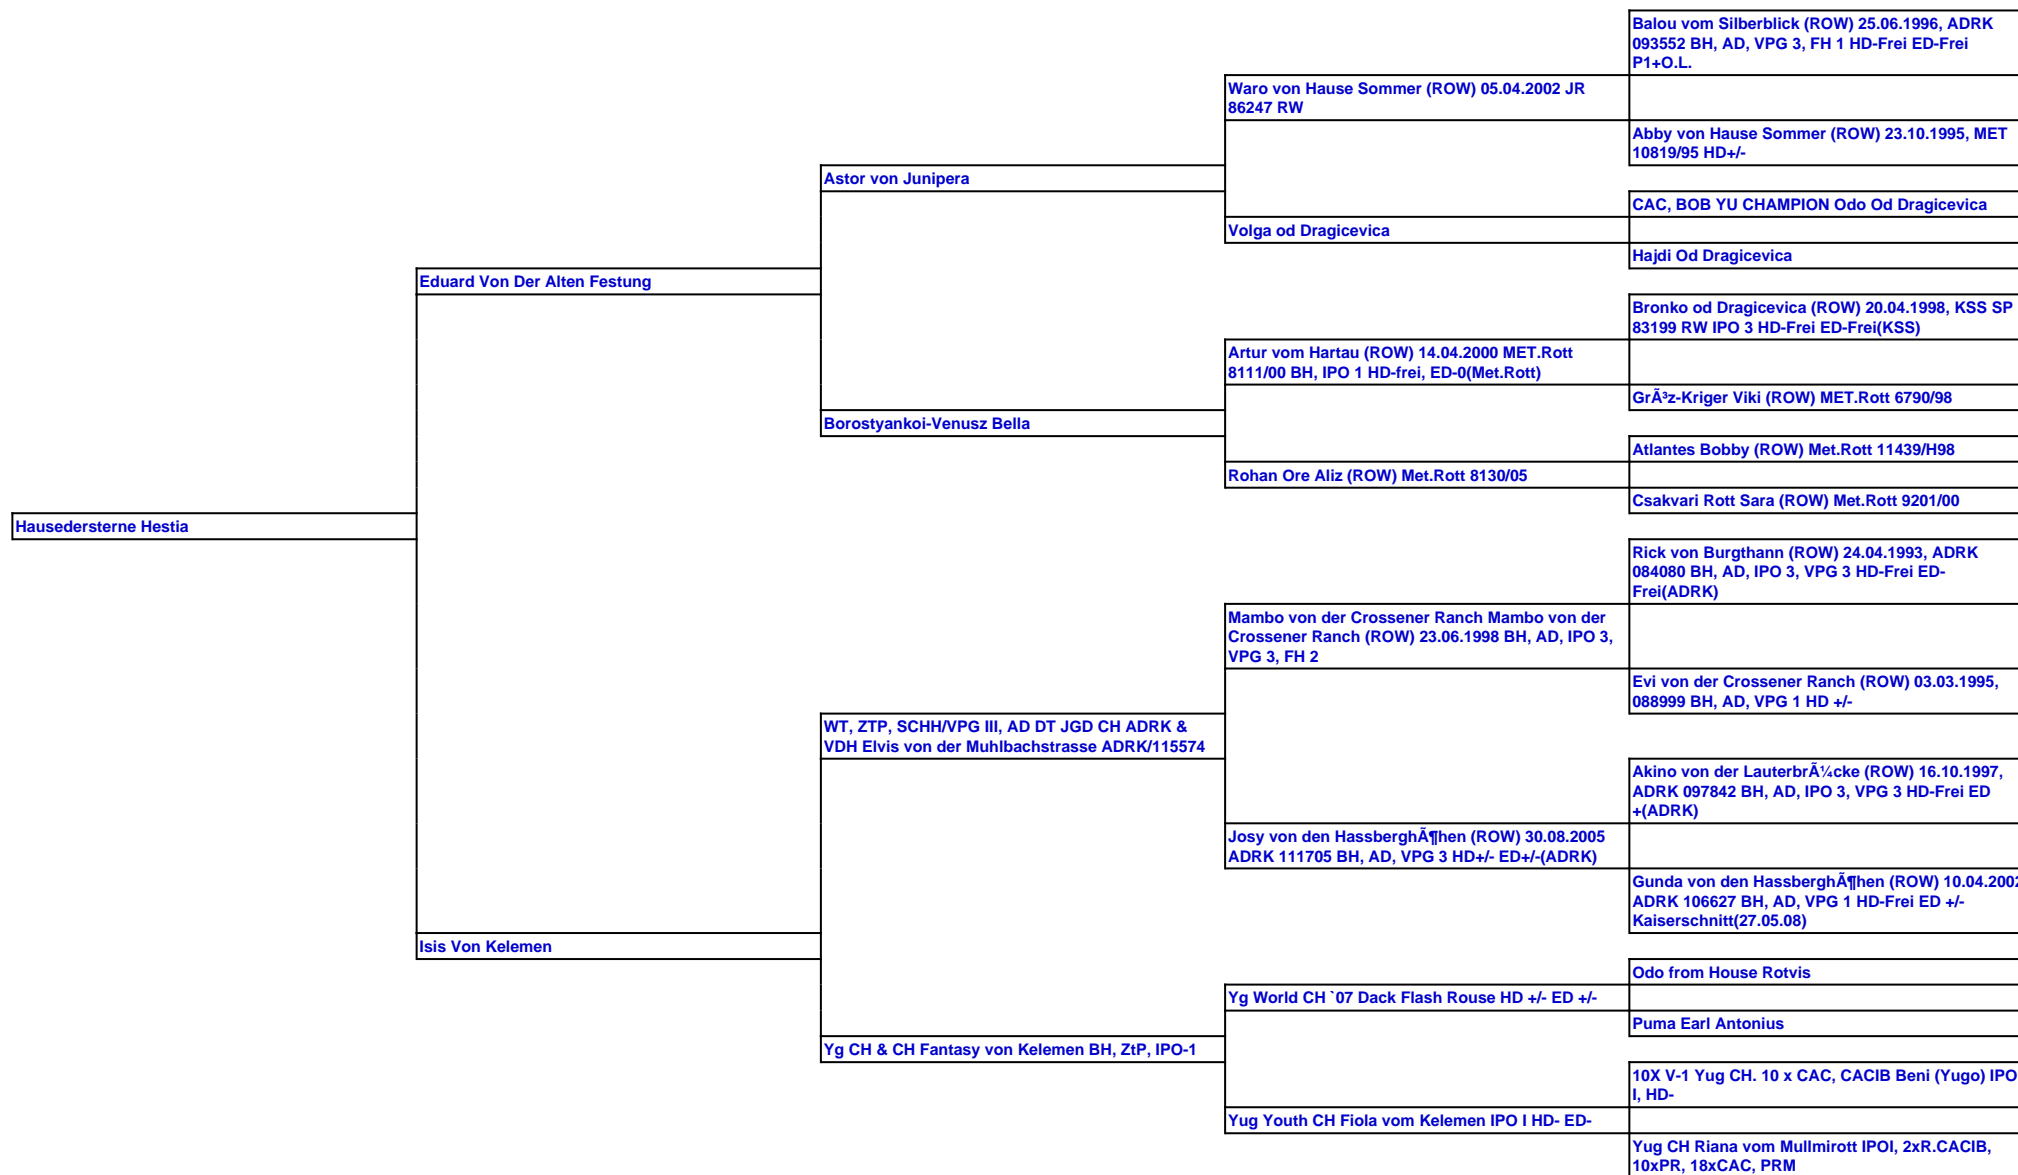 Balou vom Silberblick (ROW) 25.06.1996, ADRK
093552 BH, AD, VPG 3, FH 1 HD-Frei ED-Frei
P1+O.L.
Waro von Hause Sommer (ROW) 05.04.2002 JR
86247 RW
Abby von Hause Sommer (ROW) 23.10.1995, MET
10819/95 HD+/-
Astor von Junipera
CAC, BOB YU CHAMPION Odo Od Dragicevica
Volga od Dragicevica
Hajdi Od Dragicevica
Eduard Von Der Alten Festung
Bronko od Dragicevica (ROW) 20.04.1998, KSS SP
83199 RW IPO 3 HD-Frei ED-Frei(KSS)
Artur vom Hartau (ROW) 14.04.2000 MET.Rott
8111/00 BH, IPO 1 HD-frei, ED-0(Met.Rott)
GrÃ³z-Kriger Viki (ROW) MET.Rott 6790/98
Borostyankoi-Venusz Bella
Atlantes Bobby (ROW) Met.Rott 11439/H98
Rohan Ore Aliz (ROW) Met.Rott 8130/05
Csakvari Rott Sara (ROW) Met.Rott 9201/00
Hausedersterne Hestia
Rick von Burgthann (ROW) 24.04.1993, ADRK
084080 BH, AD, IPO 3, VPG 3 HD-Frei ED-
Frei(ADRK)
Mambo von der Crossener Ranch Mambo von der
Crossener Ranch (ROW) 23.06.1998 BH, AD, IPO 3,
VPG 3, FH 2
Evi von der Crossener Ranch (ROW) 03.03.1995,
088999 BH, AD, VPG 1 HD +/-
WT, ZTP, SCHH/VPG III, AD DT JGD CH ADRK &
VDH Elvis von der Muhlbachstrasse ADRK/115574
Akino von der LauterbrÃ¼cke (ROW) 16.10.1997,
ADRK 097842 BH, AD, IPO 3, VPG 3 HD-Frei ED
+(ADRK)
Josy von den HassberghÃ¶hen (ROW) 30.08.2005
ADRK 111705 BH, AD, VPG 3 HD+/- ED+/-(ADRK)
Gunda von den HassberghÃ¶hen (ROW) 10.04.2002
ADRK 106627 BH, AD, VPG 1 HD-Frei ED +/-
Kaiserschnitt(27.05.08)
Isis Von Kelemen
Odo from House Rotvis
Yg World CH `07 Dack Flash Rouse HD +/- ED +/-
Puma Earl Antonius
Yg CH & CH Fantasy von Kelemen BH, ZtP, IPO-1
10X V-1 Yug CH. 10 x CAC, CACIB Beni (Yugo) IPO
I, HD-
Yug Youth CH Fiola vom Kelemen IPO I HD- ED-
Yug CH Riana vom Mullmirott IPOI, 2xR.CACIB,
10xPR, 18xCAC, PRM